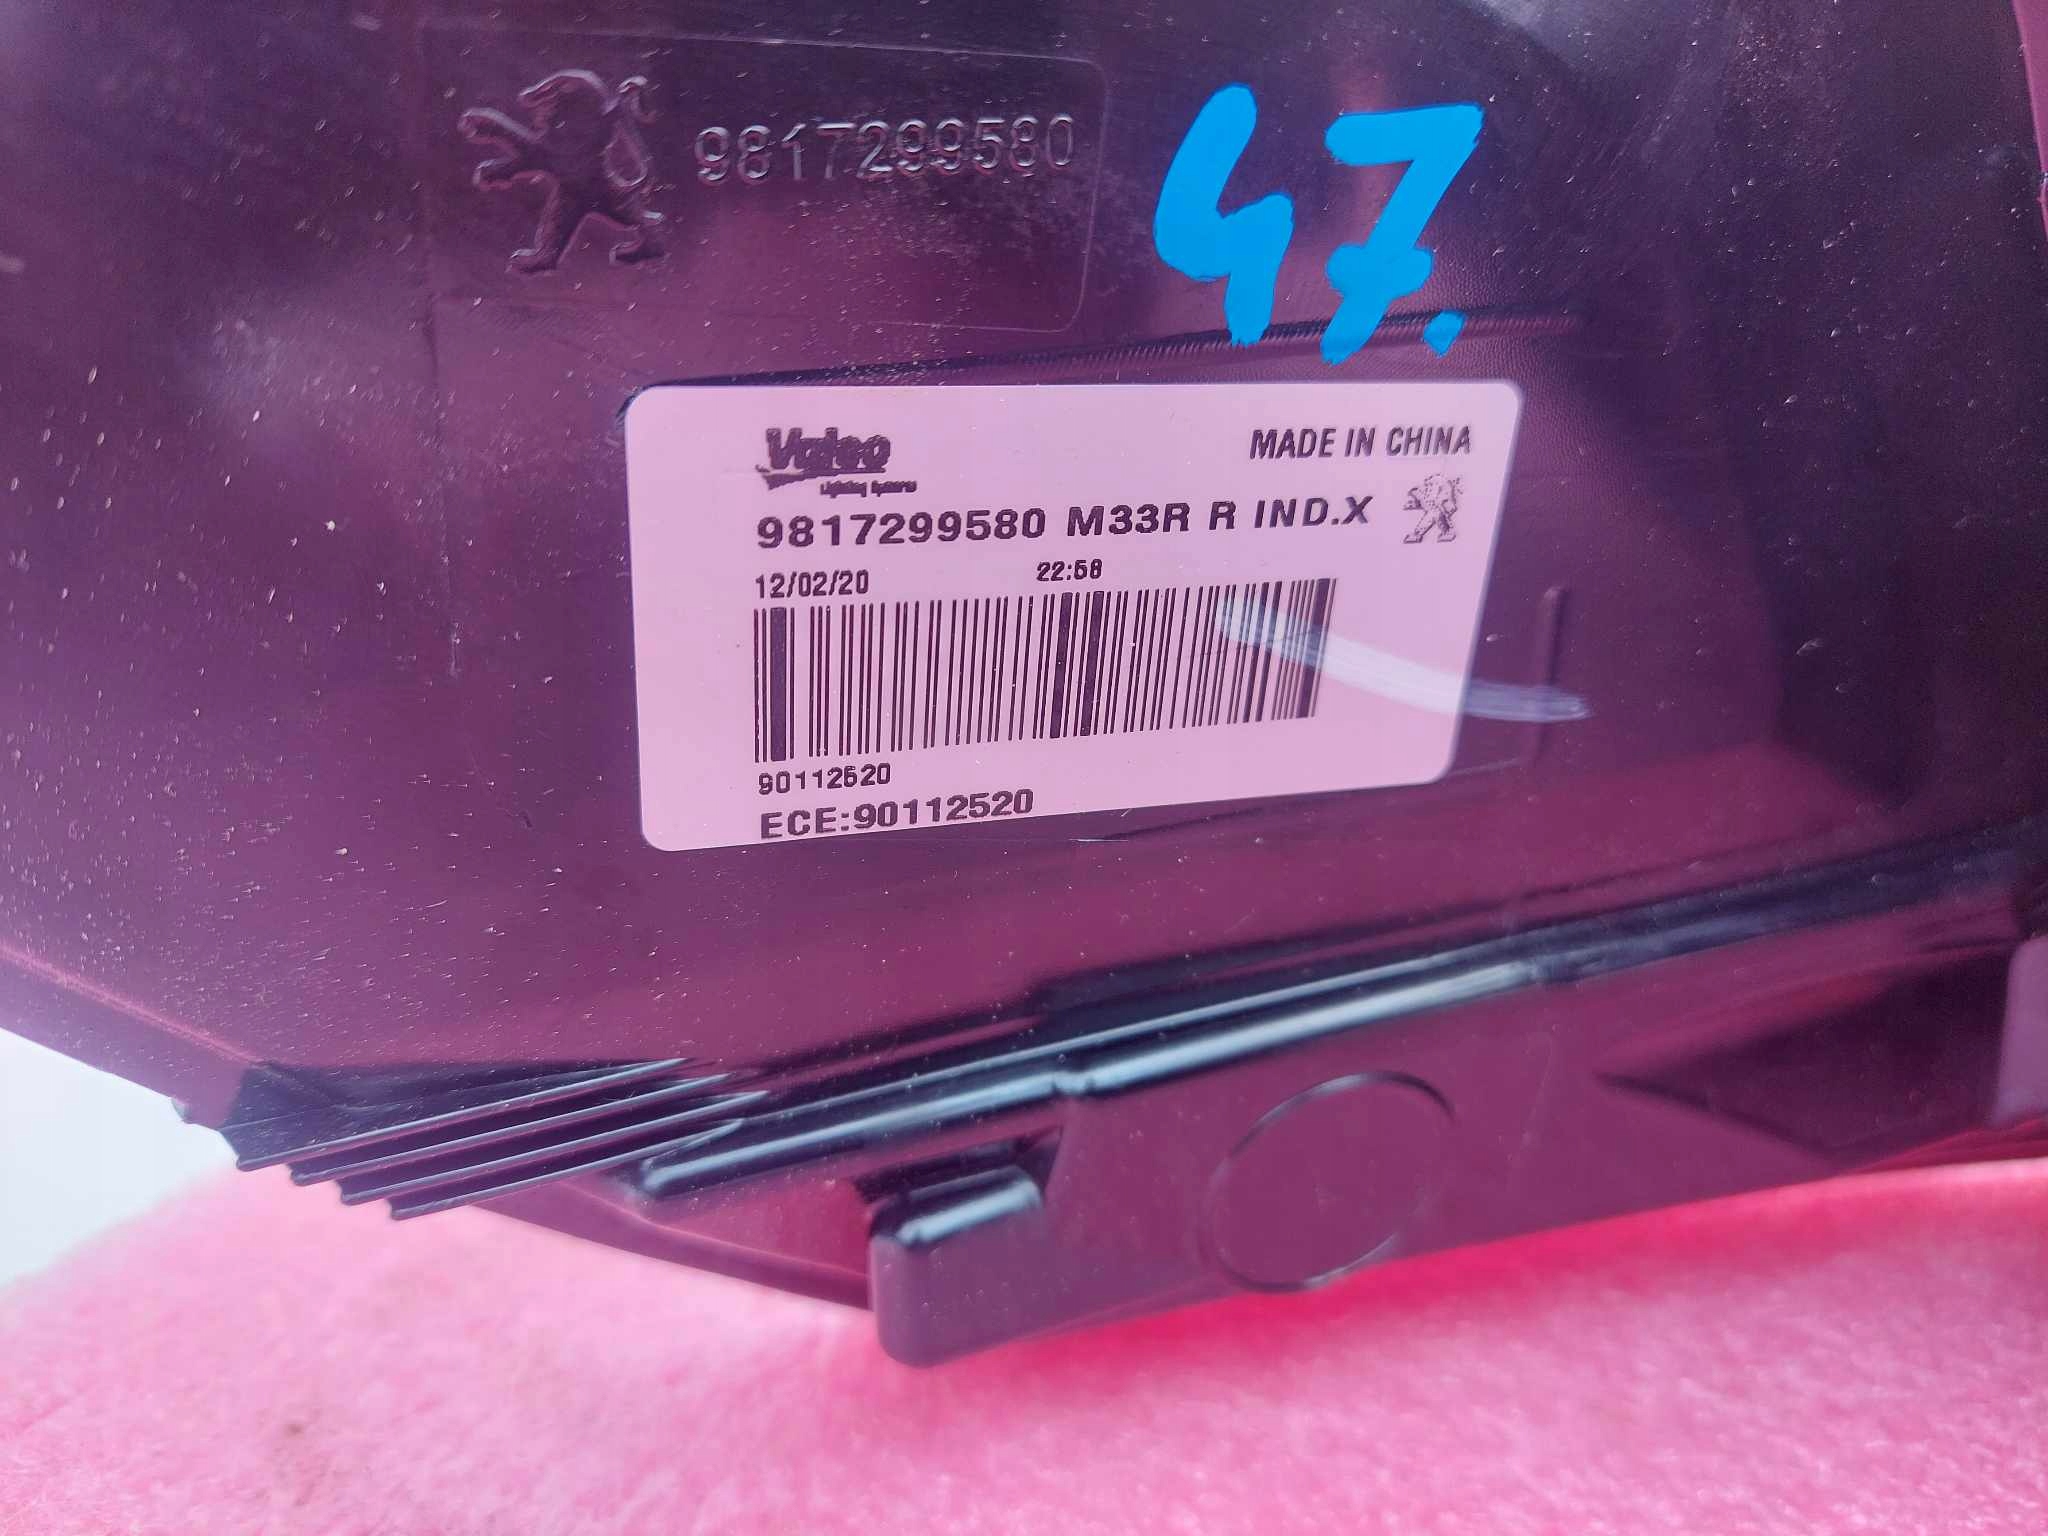 9817299580
47.
Valeo
Lighting Systems
MADE IN CHINA
9817299580 M33R R IND.X
12/02/20
22:58
90112520
ECE:90112520